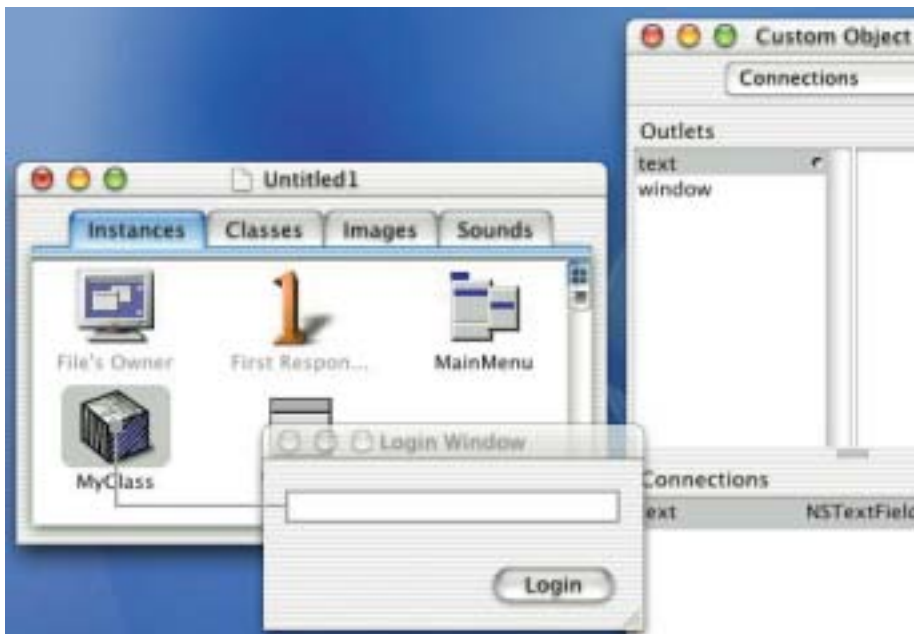 Custom Object
Connections
Outlets
text
window
Untitled1
Instances
Classes
Images
Sounds
File's Owner
First Respon...
MainMenu
MyClass
Login Window
Login
Connections
ext
NSTextField